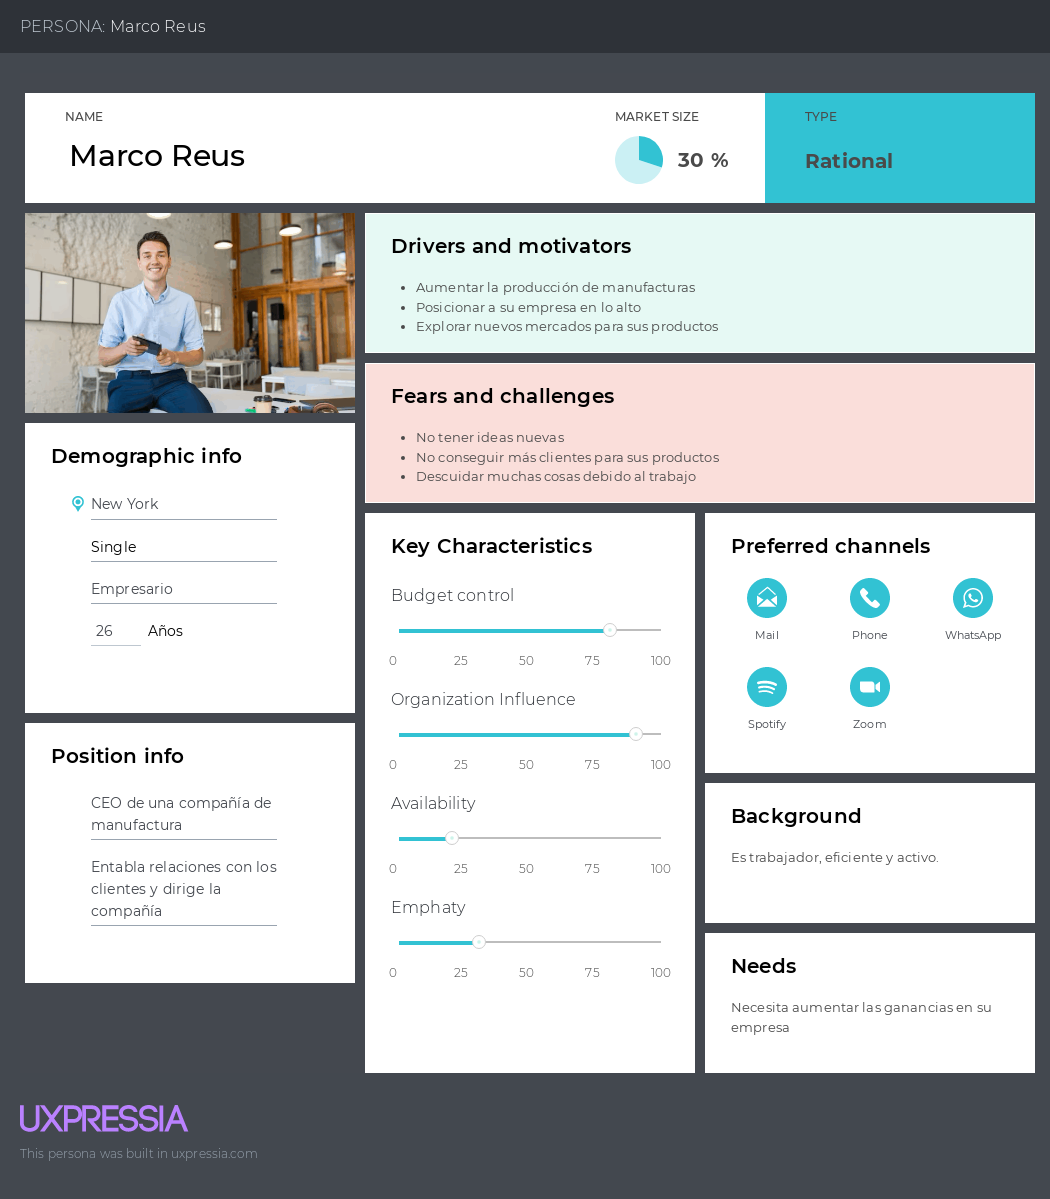 PERSONA: Marco Reus
NAME
Marco Reus
MARKET SIZE
30 %
TYPE
Rational
Drivers and motivators
Aumentar la producción de manufacturas
Posicionar a su empresa en lo alto
Explorar nuevos mercados para sus productos
Fears and challenges
No tener ideas nuevas
No conseguir más clientes para sus productos
Descuidar muchas cosas debido al trabajo
Demographic info
New York
Single
Empresario
26 Años
Position info
CEO de una compañía de
manufactura
Entabla relaciones con los
clientes y dirige la
compañía
Key Characteristics
Budget control
0 25 50 75 100
Organization Influence
0 25 50 75 100
Availability
0 25 50 75 100
Emphaty
0 25 50 75 100
Preferred channels
Mail Phone WhatsApp
Spotify Zoom
Background
Es trabajador, eficiente y activo.
Needs
Necesita aumentar las ganancias en su
empresa
UXPRESSIA
This persona was built in uxpressia.com